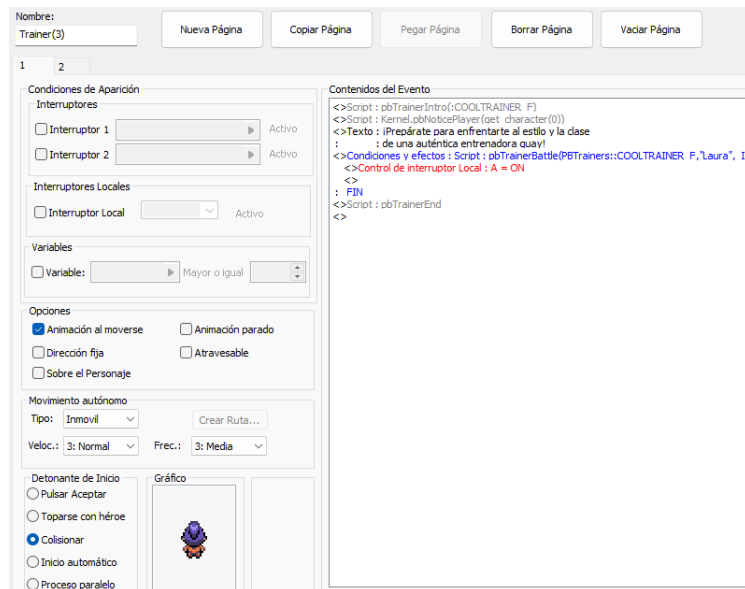 Nombre:
Trainer(3)
Nueva Página
Copiar Página
Pegar Página
Borrar Página
Vaciar Página
1 2
Condiciones de Aparición
Interruptores
Interruptor 1 Activo
Interruptor 2 Activo
Interruptores Locales
Interruptor Local Activo
Variables
Variable: Mayor o igual
Opciones
Animación al moverse Animación parado
Dirección fija Atravesable
Sobre el Personaje
Movimiento autónomo
Tipo: Inmovil Crear Ruta...
Veloc.: 3: Normal Frec.: 3: Media
Detonante de Inicio
Pulsar Aceptar
Toparse con héroe
Colisionar
Inicio automático
Proceso paralelo
Gráfico
Contenidos del Evento
<>Script : pbTrainerIntro(:COOLTRAINER_F)
<>Script : Kernel.pbNoticePlayer(get_character(0))
<>Texto : ¡Prepárate para enfrentarte al estilo y la clase
: : de una auténtica entrenadora guay!
<>Condiciones y efectos : Script : pbTrainerBattle(PBTrainers::COOLTRAINER_F,"Laura", I
<>Control de interruptor Local : A = ON
<>
: FIN
<>Script : pbTrainerEnd
<>